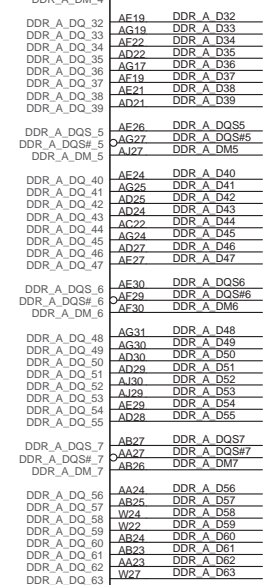 DDR_A_DM_4
DDR_A_DQ_32 AE19 DDR_A_D32
DDR_A_DQ_33 AG19 DDR_A_D33
DDR_A_DQ_34 AF22 DDR_A_D34
DDR_A_DQ_35 AD22 DDR_A_D35
DDR_A_DQ_36 AG17 DDR_A_D36
DDR_A_DQ_37 AF19 DDR_A_D37
DDR_A_DQ_38 AE21 DDR_A_D38
DDR_A_DQ_39 AD21 DDR_A_D39
DDR_A_DQS_5 AE26 DDR_A_DQS5
DDR_A_DQS#_5 AG27 DDR_A_DQS#5
DDR_A_DM_5 AJ27 DDR_A_DM5
DDR_A_DQ_40 AE24 DDR_A_D40
DDR_A_DQ_41 AG25 DDR_A_D41
DDR_A_DQ_42 AD25 DDR_A_D42
DDR_A_DQ_43 AD24 DDR_A_D43
DDR_A_DQ_44 AC22 DDR_A_D44
DDR_A_DQ_45 AG24 DDR_A_D45
DDR_A_DQ_46 AD27 DDR_A_D46
DDR_A_DQ_47 AE27 DDR_A_D47
DDR_A_DQS_6 AE30 DDR_A_DQS6
DDR_A_DQS#_6 AF29 DDR_A_DQS#6
DDR_A_DM_6 AF30 DDR_A_DM6
DDR_A_DQ_48 AG31 DDR_A_D48
DDR_A_DQ_49 AG30 DDR_A_D49
DDR_A_DQ_50 AD30 DDR_A_D50
DDR_A_DQ_51 AD29 DDR_A_D51
DDR_A_DQ_52 AJ30 DDR_A_D52
DDR_A_DQ_53 AJ29 DDR_A_D53
DDR_A_DQ_54 AE29 DDR_A_D54
DDR_A_DQ_55 AD28 DDR_A_D55
DDR_A_DQS_7 AB27 DDR_A_DQS7
DDR_A_DQS#_7 AA27 DDR_A_DQS#7
DDR_A_DM_7 AB26 DDR_A_DM7
DDR_A_DQ_56 AA24 DDR_A_D56
DDR_A_DQ_57 AB25 DDR_A_D57
DDR_A_DQ_58 W24 DDR_A_D58
DDR_A_DQ_59 W22 DDR_A_D59
DDR_A_DQ_60 AB24 DDR_A_D60
DDR_A_DQ_61 AB23 DDR_A_D61
DDR_A_DQ_62 AA23 DDR_A_D62
DDR_A_DQ_63 W27 DDR_A_D63